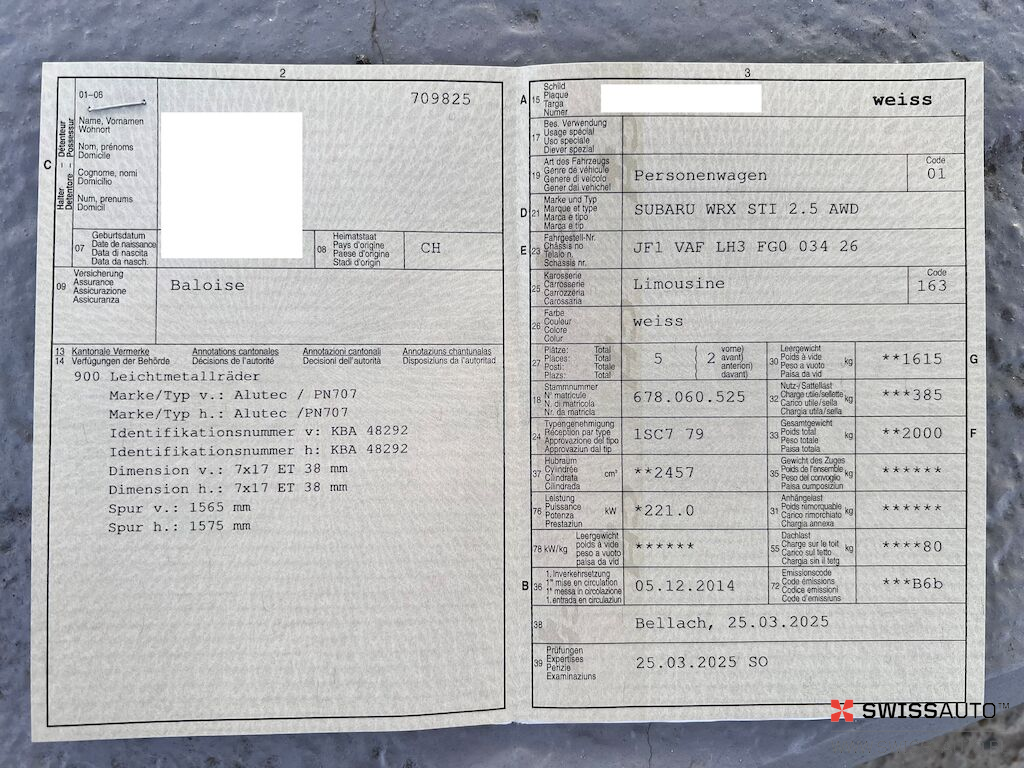 2
01–06
709825
Name, Vornamen
Wohnort
Nom, prénoms
Domicile
Cognome, nomi
Domicilio
Num, prenums
Domicil
C
Halter – Détenteur
Detentore – Possessur
07
Geburtsdatum
Date de naissance
Data di nascita
Data da nasch.
08
Heimatstaat
Pays d'origine
Paese d'origine
Stadi d'origin
CH
09
Versicherung
Assurance
Assicurazione
Assicuranza
Baloise
13 Kantonale Vermerke Annotations cantonales Annotazioni cantonali Annotaziuns chantunales
14 Verfügungen der Behörde Décisions de l'autorité Decisioni dell'autorità Disposiziuns da l'autoritad
900 Leichtmetallräder
Marke/Typ v.: Alutec / PN707
Marke/Typ h.: Alutec /PN707
Identifikationsnummer v: KBA 48292
Identifikationsnummer h: KBA 48292
Dimension v.: 7x17 ET 38 mm
Dimension h.: 7x17 ET 38 mm
Spur v.: 1565 mm
Spur h.: 1575 mm
3
A 15
Schild
Plaque
Targa
Numer
weiss
17
Bes. Verwendung
Usage spécial
Uso speciale
Diever spezial
19
Art des Fahrzeugs
Genre de véhicule
Genere di veicolo
Gener dal vehichel
Personenwagen
Code
01
D 21
Marke und Typ
Marque et type
Marca e tipo
Marca e tip
SUBARU WRX STI 2.5 AWD
E 23
Fahrgestell-Nr.
Châssis no
Telaio n.
Schassis nr.
JF1 VAF LH3 FG0 034 26
25
Karosserie
Carrosserie
Carrozzeria
Carossaria
Limousine
Code
163
26
Farbe
Couleur
Colore
Colur
weiss
27
Plätze: Total
Places: Total
Posti: Totale
Plazs: Total
5
( 2 vorne)
( avant)
( anterion)
( davant)
30
Leergewicht
Poids à vide
Peso a vuoto
Paisa da vid
kg
**1615
G
18
Stammnummer
N° matricule
N. di matricola
Nr. da matricla
678.060.525
32
Nutz-/Sattellast
Charge utile/sellette
Carico utile/sella
Chargia utila/sella
kg
***385
24
Typengenehmigung
Réception par type
Approvazione del tipo
Approvaziun dal tip
1SC7 79
33
Gesamtgewicht
Poids total
Peso totale
Paisa totala
kg
**2000
F
37
Hubraum
Cylindrée
Cilindrata
Cilindrada
cm³
**2457
35
Gewicht des Zuges
Poids de l'ensemble
Peso del convoglio
Paisa cumposiziun
kg
******
76
Leistung
Puissance
Potenza
Prestaziun
kW
*221.0
31
Anhängelast
Poids remorquable
Carico rimorchiato
Chargia annexa
kg
******
78 kW/kg
Leergewicht
poids à vide
peso a vuoto
paisa da vid
******
55
Dachlast
Charge sur le toit
Carico sul tetto
Chargia sin il tetg
kg
****80
B 36
1. Inverkehrsetzung
1re mise en circulation
1a messa in circolazione
1. entrada en circulaziun
05.12.2014
72
Emissionscode
Code émissions
Codice emissioni
Code d'emissiuns
***B6b
38
Bellach, 25.03.2025
39
Prüfungen
Expertises
Perizie
Examinaziuns
25.03.2025 SO
SWISSAUTO™